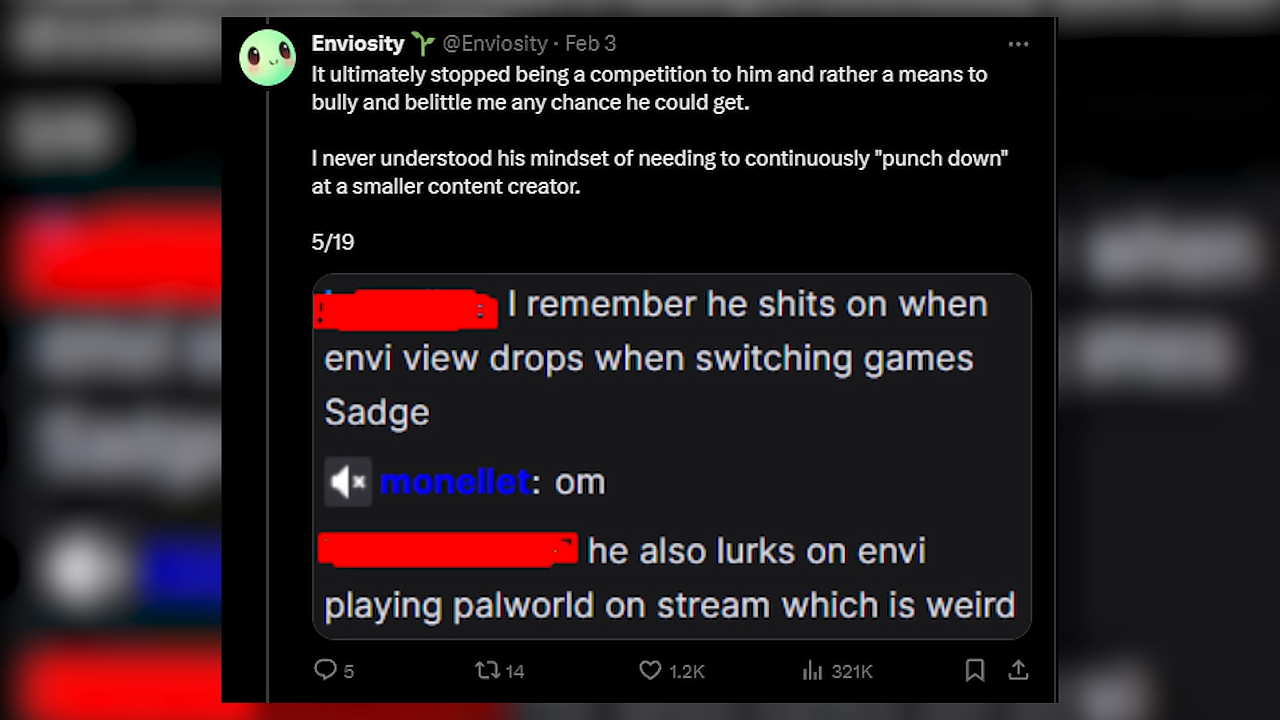 Enviosity @Enviosity · Feb 3
It ultimately stopped being a competition to him and rather a means to
bully and belittle me any chance he could get.
I never understood his mindset of needing to continuously "punch down"
at a smaller content creator.
5/19
: I remember he shits on when
envi view drops when switching games
Sadge
monellet: om
he also lurks on envi
playing palworld on stream which is weird
5 14 1.2K 321K